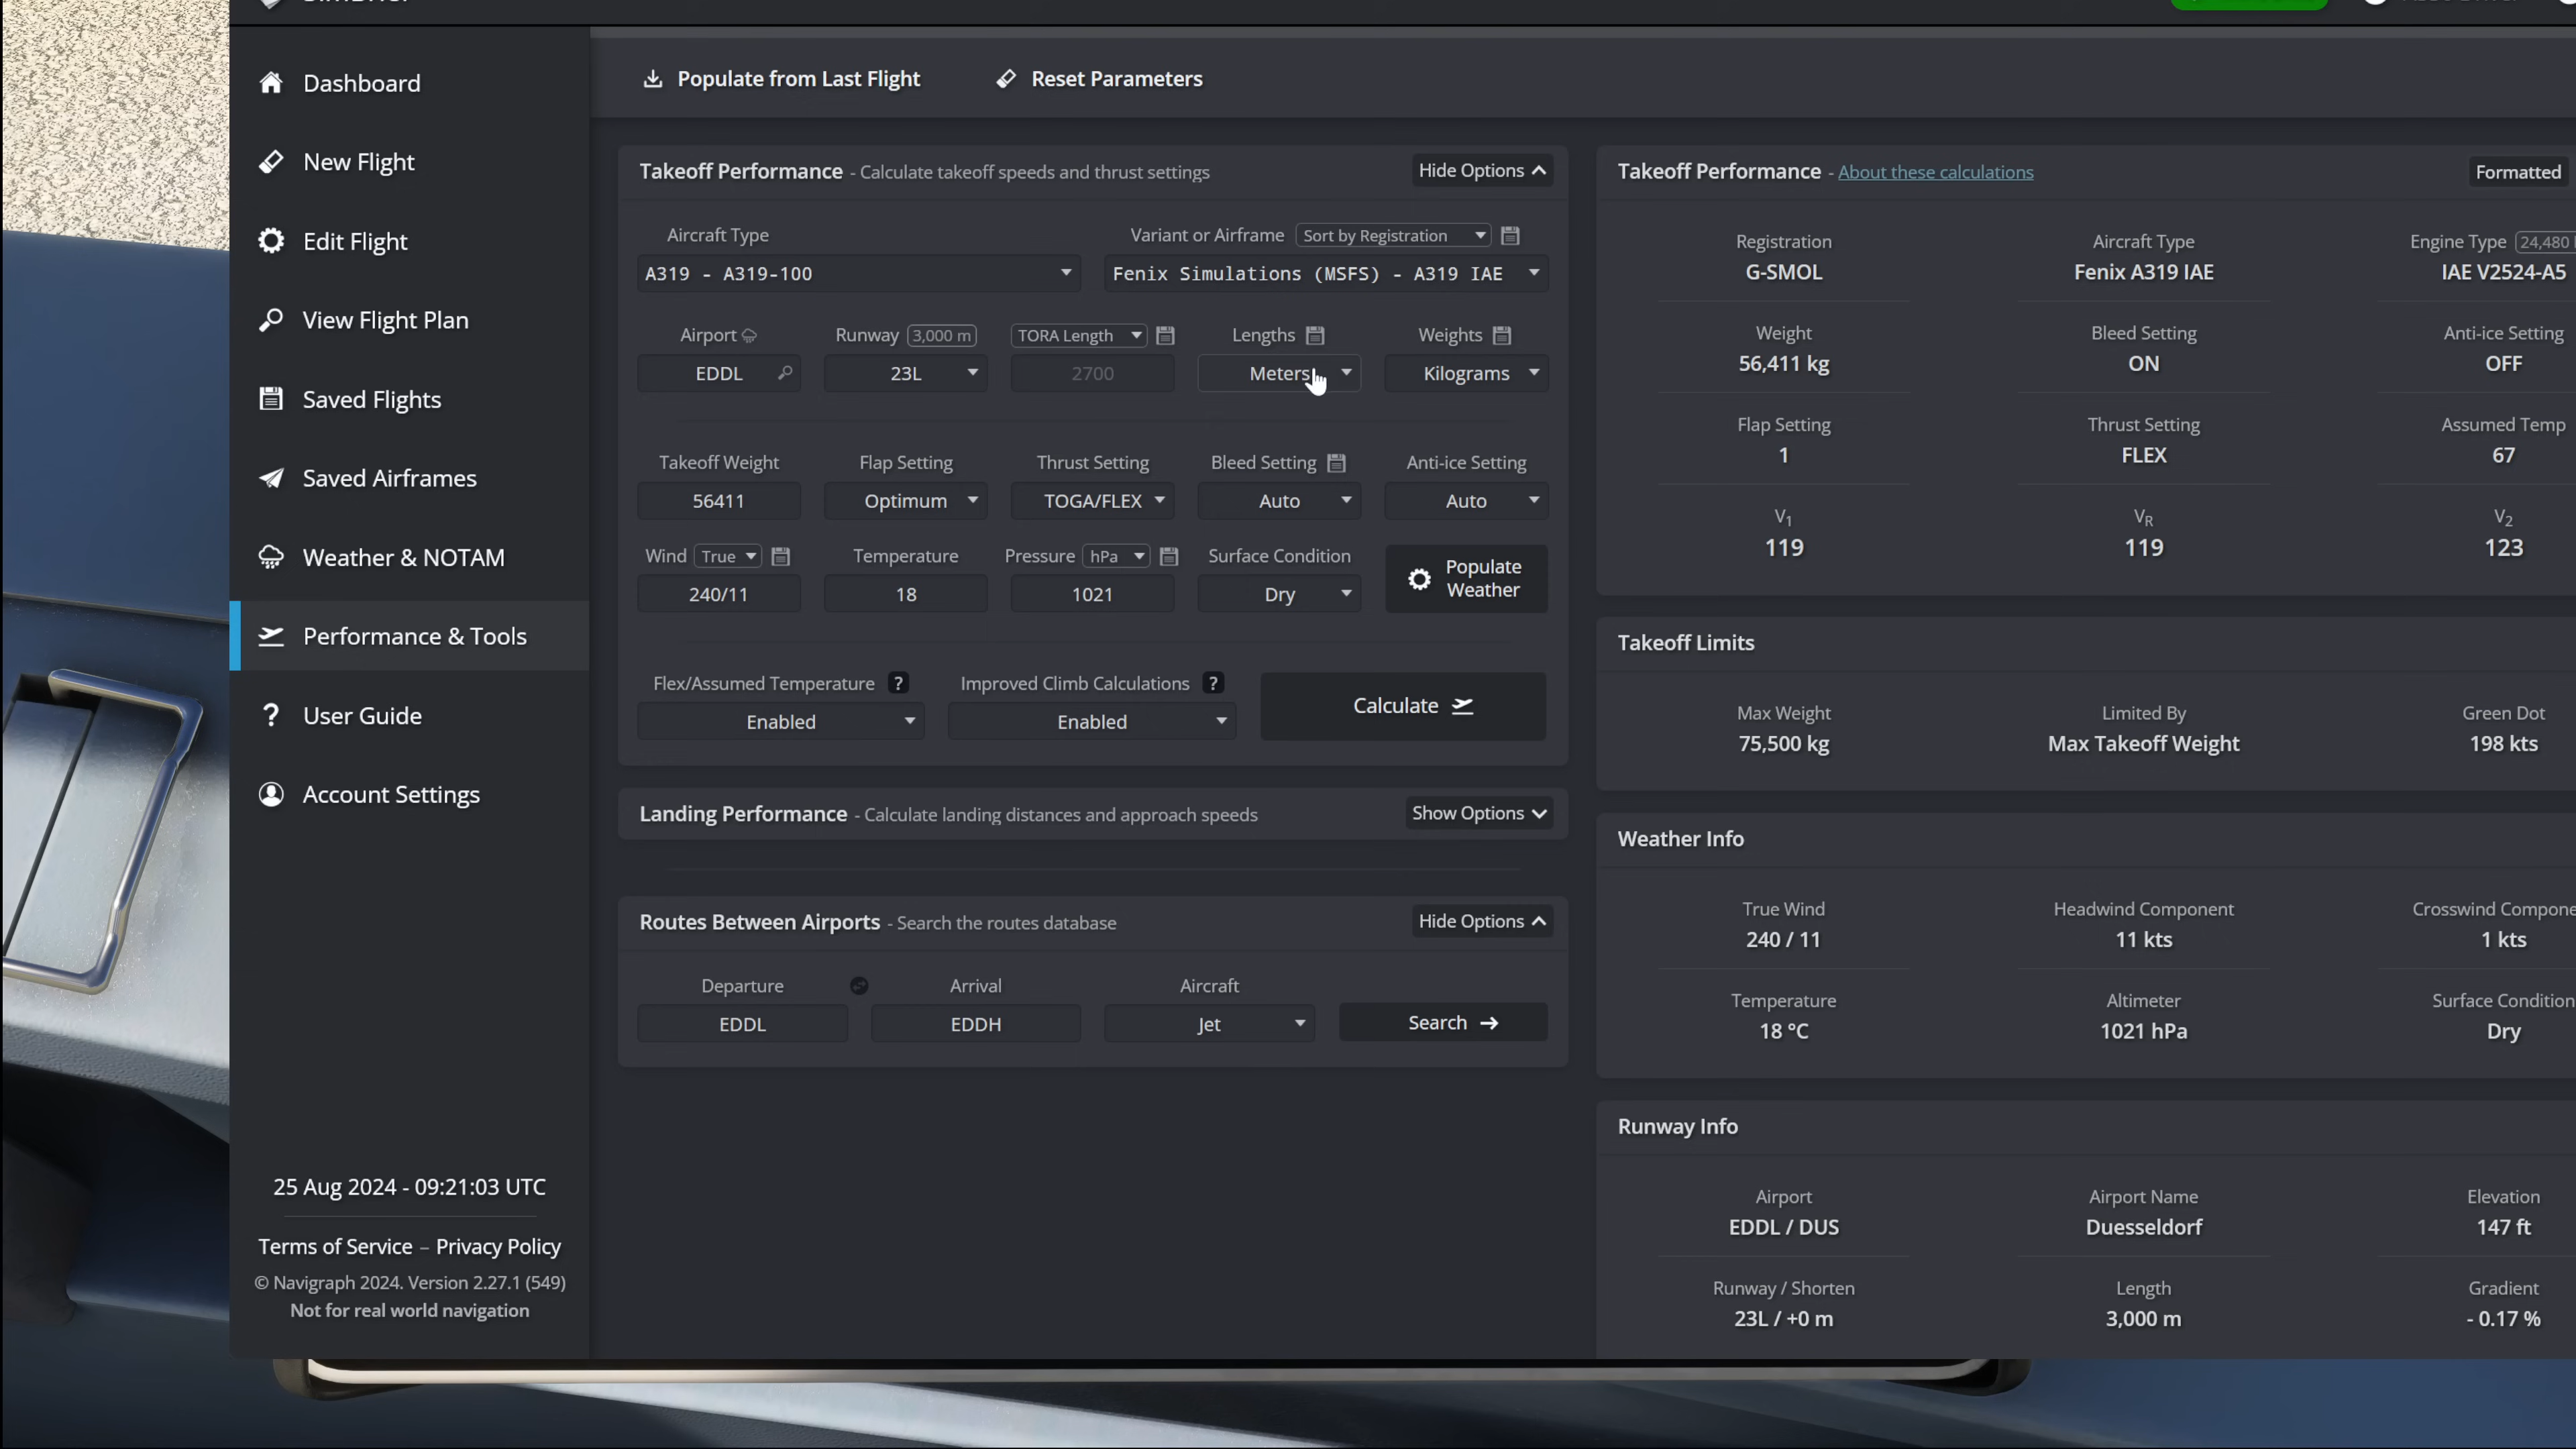 Dashboard
New Flight
Edit Flight
View Flight Plan
Saved Flights
Saved Airframes
Weather & NOTAM
Performance & Tools
User Guide
Account Settings
25 Aug 2024 - 09:21:03 UTC
Terms of Service – Privacy Policy
© Navigraph 2024. Version 2.27.1 (549)
Not for real world navigation
Populate from Last Flight Reset Parameters
Takeoff Performance - Calculate takeoff speeds and thrust settings Hide Options
Aircraft Type Variant or Airframe Sort by Registration
A319 - A319-100 Fenix Simulations (MSFS) - A319 IAE
Airport Runway 3,000 m TORA Length Lengths Weights
EDDL 23L 2700 Meters Kilograms
Takeoff Weight Flap Setting Thrust Setting Bleed Setting Anti-ice Setting
56411 Optimum TOGA/FLEX Auto Auto
Wind True Temperature Pressure hPa Surface Condition
240/11 18 1021 Dry
Populate
Weather
Flex/Assumed Temperature ? Improved Climb Calculations ?
Enabled Enabled Calculate
Landing Performance - Calculate landing distances and approach speeds Show Options
Routes Between Airports - Search the routes database Hide Options
Departure Arrival Aircraft
EDDL EDDH Jet Search
Takeoff Performance - About these calculations Formatted
Registration Aircraft Type Engine Type 24,480
G-SMOL Fenix A319 IAE IAE V2524-A5
Weight Bleed Setting Anti-ice Setting
56,411 kg ON OFF
Flap Setting Thrust Setting Assumed Temp
1 FLEX 67
V1 VR V2
119 119 123
Takeoff Limits
Max Weight Limited By Green Dot
75,500 kg Max Takeoff Weight 198 kts
Weather Info
True Wind Headwind Component Crosswind Compone
240 / 11 11 kts 1 kts
Temperature Altimeter Surface Condition
18 °C 1021 hPa Dry
Runway Info
Airport Airport Name Elevation
EDDL / DUS Duesseldorf 147 ft
Runway / Shorten Length Gradient
23L / +0 m 3,000 m - 0.17 %